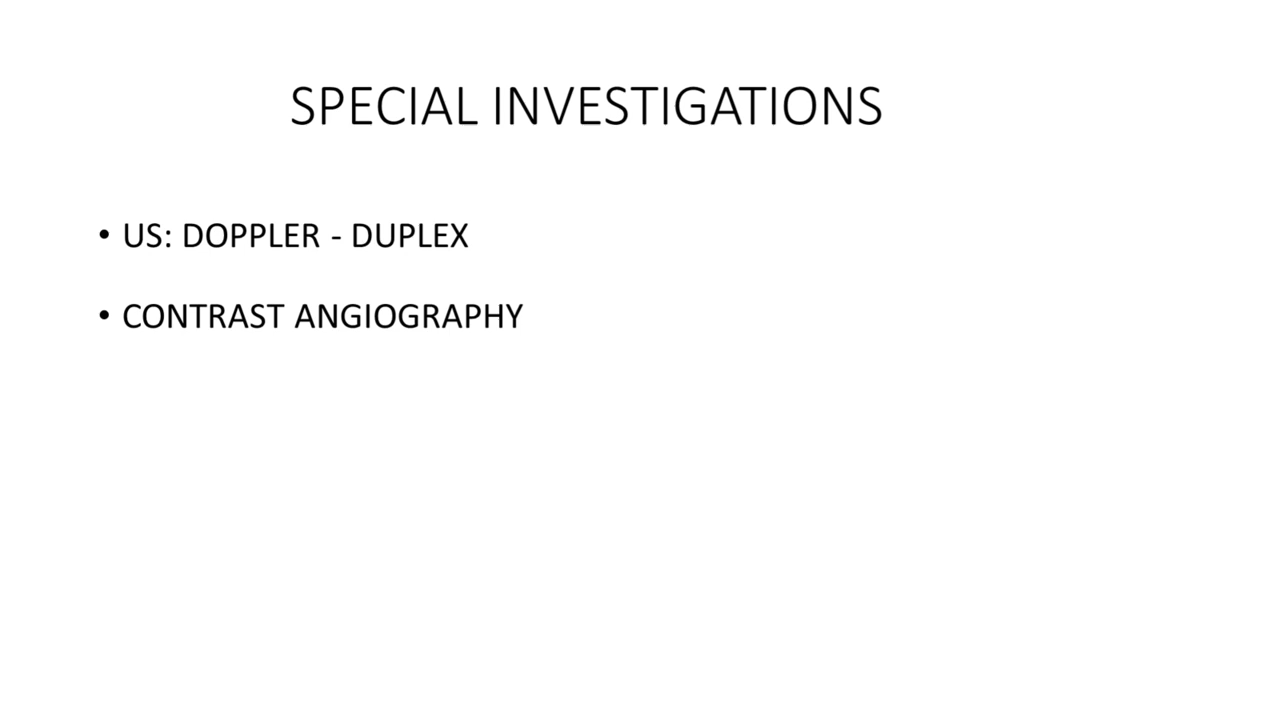 SPECIAL INVESTIGATIONS
• US: DOPPLER - DUPLEX
• CONTRAST ANGIOGRAPHY